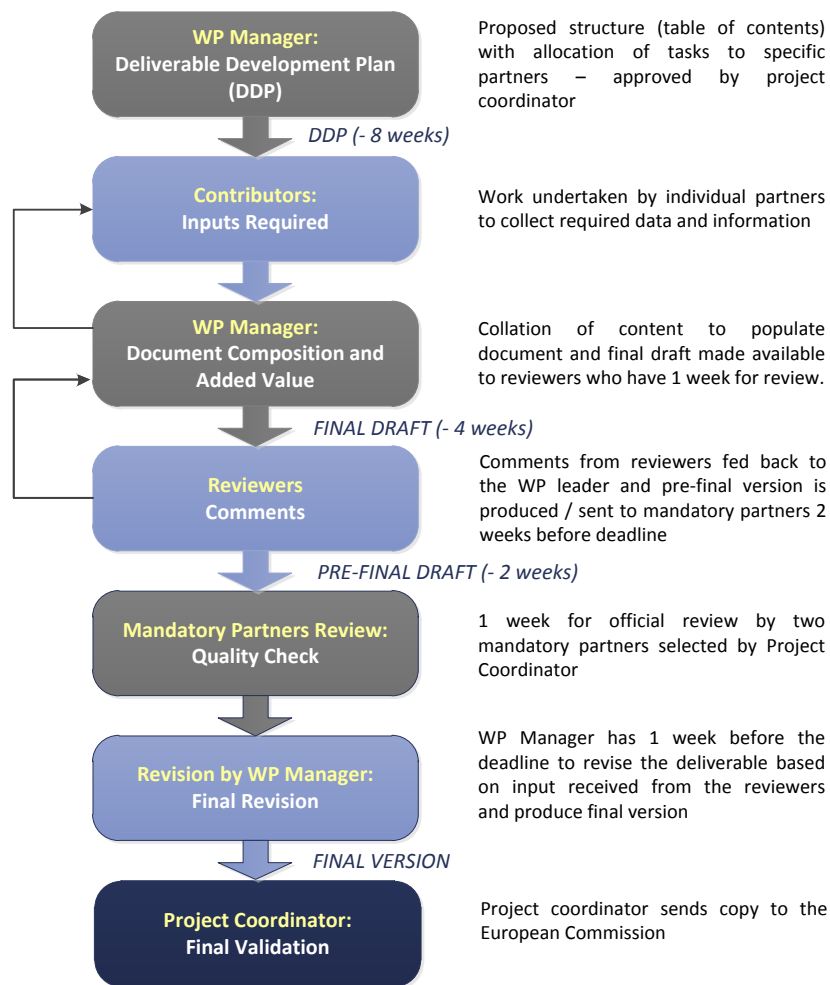 WP Manager:
Deliverable Development Plan
(DDP)
Proposed structure (table of contents)
with allocation of tasks to specific
partners – approved by project
coordinator
DDP (- 8 weeks)
Contributors:
Inputs Required
Work undertaken by individual partners
to collect required data and information
WP Manager:
Document Composition and
Added Value
Collation of content to populate
document and final draft made available
to reviewers who have 1 week for review.
FINAL DRAFT (- 4 weeks)
Reviewers
Comments
Comments from reviewers fed back to
the WP leader and pre-final version is
produced / sent to mandatory partners 2
weeks before deadline
PRE-FINAL DRAFT (- 2 weeks)
Mandatory Partners Review:
Quality Check
1 week for official review by two
mandatory partners selected by Project
Coordinator
Revision by WP Manager:
Final Revision
WP Manager has 1 week before the
deadline to revise the deliverable based
on input received from the reviewers
and produce final version
FINAL VERSION
Project Coordinator:
Final Validation
Project coordinator sends copy to the
European Commission